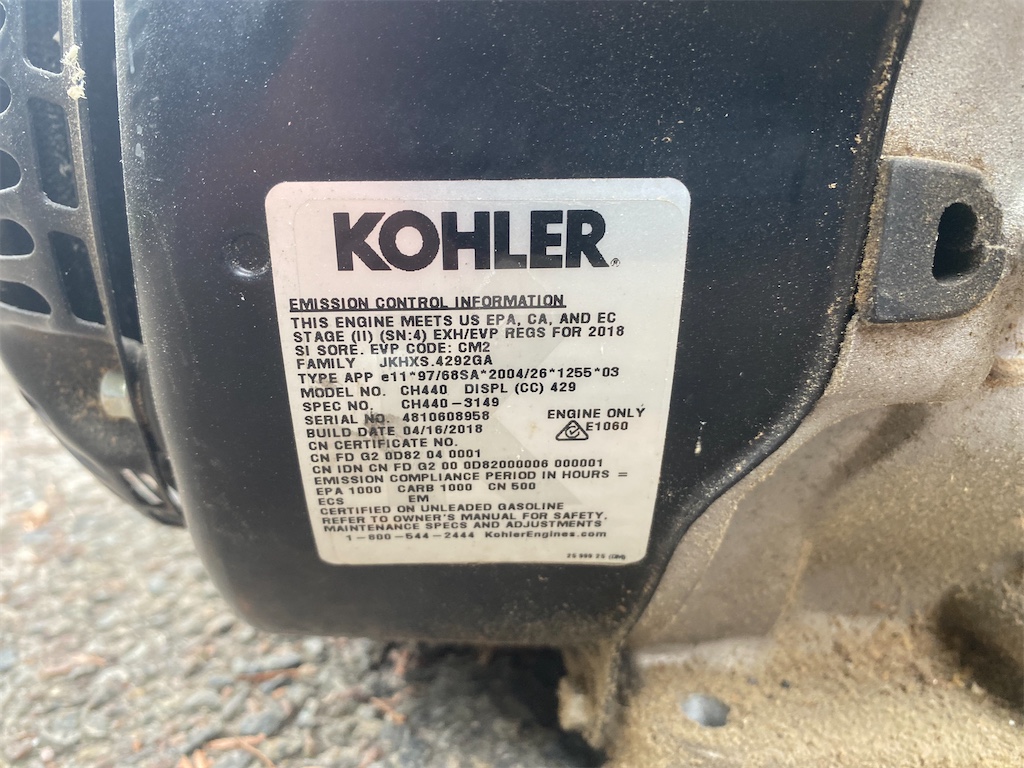 KOHLER
EMISSION CONTROL INFORMATION
THIS ENGINE MEETS US EPA, CA, AND EC
STAGE (II) (SN:4) EXH/EVP REGS FOR 2018
SI SORE. EVP CODE: CM2
FAMILY JKHXS.4292GA
TYPE APP e11*97/68SA*2004/26*1255*03
MODEL NO. CH440 DISPL (CC) 429
SPEC NO. CH440-3149
SERIAL NO. 4810608958 ENGINE ONLY
BUILD DATE 04/16/2018 E1060
CN CERTIFICATE NO.
CN FD G2 0D82 04 0001
CN IDN CN FD G2 00 0D82000006 000001
EMISSION COMPLIANCE PERIOD IN HOURS =
EPA 1000 CARB 1000 CN 500
ECS EM
CERTIFIED ON UNLEADED GASOLINE
REFER TO OWNER'S MANUAL FOR SAFETY,
MAINTENANCE SPECS AND ADJUSTMENTS
1-800-544-2444 KohlerEngines.com